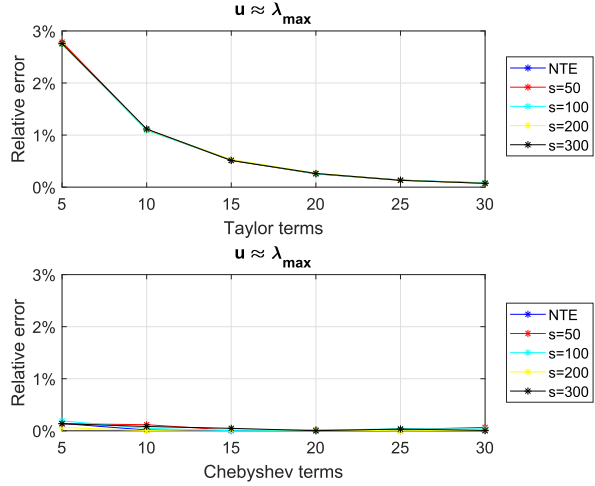 u ≈ λmax
3%
2%
1%
0%
Relative error
5 10 15 20 25 30
Taylor terms
NTE
s=50
s=100
s=200
s=300
u ≈ λmax
3%
2%
1%
0%
Relative error
5 10 15 20 25 30
Chebyshev terms
NTE
s=50
s=100
s=200
s=300